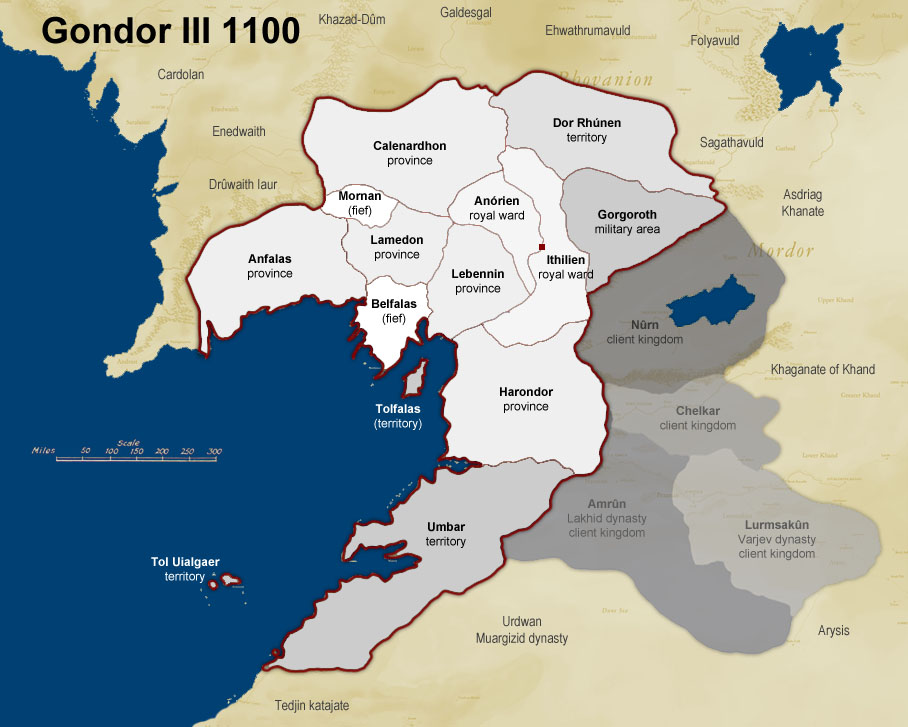 Gondor III 1100
Khazad-Dûm
Galdesgal
Ehwathrumavuld
Folyavuld
Cardolan
Rhovanion
Enedwaith
Calenardhon
province
Dor Rhúnen
territory
Sagathavuld
Drûwaith Iaur
Mornan
(fief)
Anórien
royal ward
Gorgoroth
military area
Asdriag
Khanate
Lamedon
province
Mordor
Anfalas
province
Lebennin
province
Ithilien
royal ward
Belfalas
(fief)
Upper Khand
Nûrn
client kingdom
Khaganate of Khand
Harondor
province
Tolfalas
(territory)
Chelkar
client kingdom
Scale
Miles 50 100 150 200 250 300
Lower Khand
Amrûn
Lakhid dynasty
client kingdom
Umbar
territory
Lurmsakûn
Varjev dynasty
client kingdom
Tol Uialgaer
territory
Urdwan
Muargizid dynasty
Arysis
Tedjin katajate